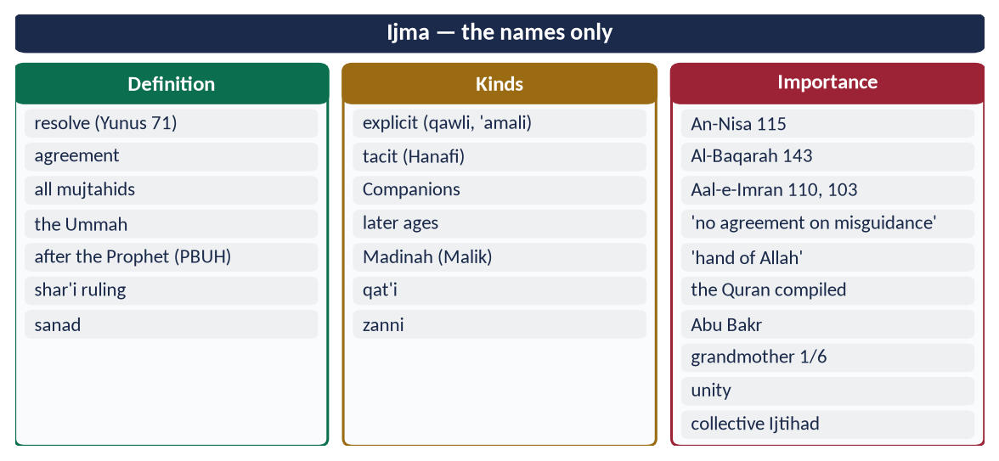 Ijma — the names only
Definition
resolve (Yunus 71)
agreement
all mujtahids
the Ummah
after the Prophet (PBUH)
shar'i ruling
sanad
Kinds
explicit (qawli, 'amali)
tacit (Hanafi)
Companions
later ages
Madinah (Malik)
qat'i
zanni
Importance
An-Nisa 115
Al-Baqarah 143
Aal-e-Imran 110, 103
'no agreement on misguidance'
'hand of Allah'
the Quran compiled
Abu Bakr
grandmother 1/6
unity
collective Ijtihad